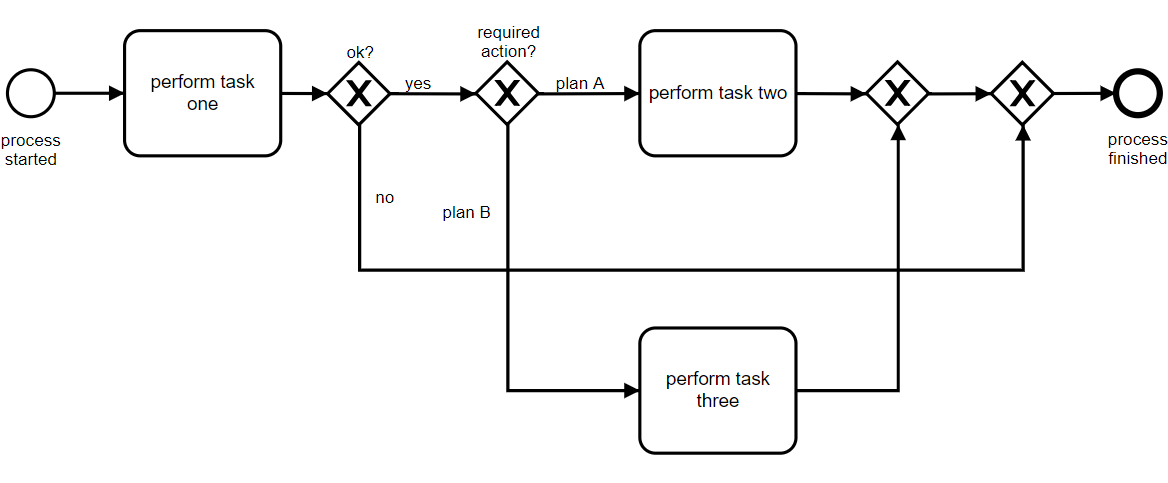 process
started
perform task
one
ok?
yes
no
required
action?
plan A
plan B
perform task two
perform task
three
process
finished